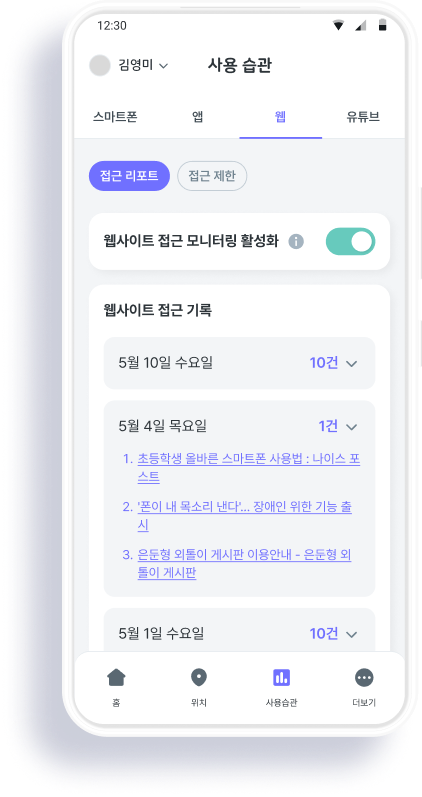 12:30
김영미
사용 습관
스마트폰
앱
웹
유튜브
접근 리포트
접근 제한
웹사이트 접근 모니터링 활성화
웹사이트 접근 기록
5월 10일 수요일 10건
5월 4일 목요일 1건
1. 초등학생 올바른 스마트폰 사용법 : 나이스 포
스트
2. '폰이 내 목소리 낸다'... 장애인 위한 기능 출
시
3. 은둔형 외톨이 게시판 이용안내 - 은둔형 외
톨이 게시판
5월 1일 수요일 10건
홈
위치
사용습관
더보기